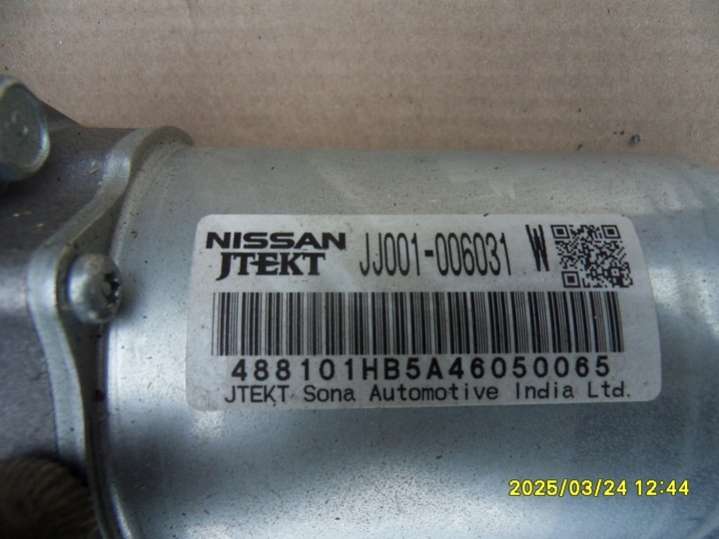 NISSAN JJ001-006031 W
JTEKT
488101HB5A46050065
JTEKT Sona Automotive India Ltd.
2025/03/24 12:44